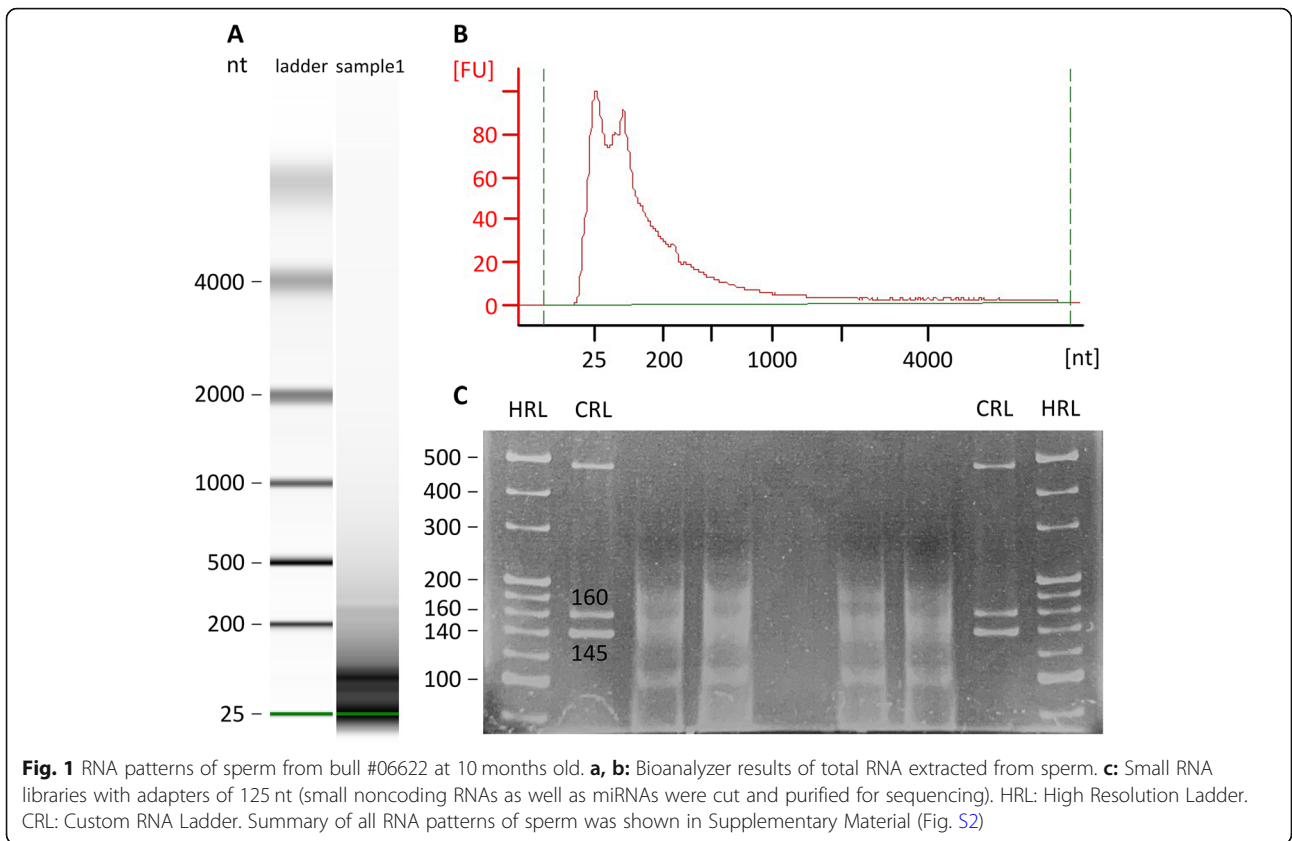 A
nt ladder sample1
4000 –
2000 –
1000 –
500 –
200 –
25 –
B
[FU]
80
60
40
20
0
25 200 1000 4000 [nt]
C
HRL CRL CRL HRL
500 –
400 –
300 –
200 –
160 –
140 –
100 –
160
145
Fig. 1 RNA patterns of sperm from bull #06622 at 10 months old. a, b: Bioanalyzer results of total RNA extracted from sperm. c: Small RNA
libraries with adapters of 125 nt (small noncoding RNAs as well as miRNAs were cut and purified for sequencing). HRL: High Resolution Ladder.
CRL: Custom RNA Ladder. Summary of all RNA patterns of sperm was shown in Supplementary Material (Fig. S2)